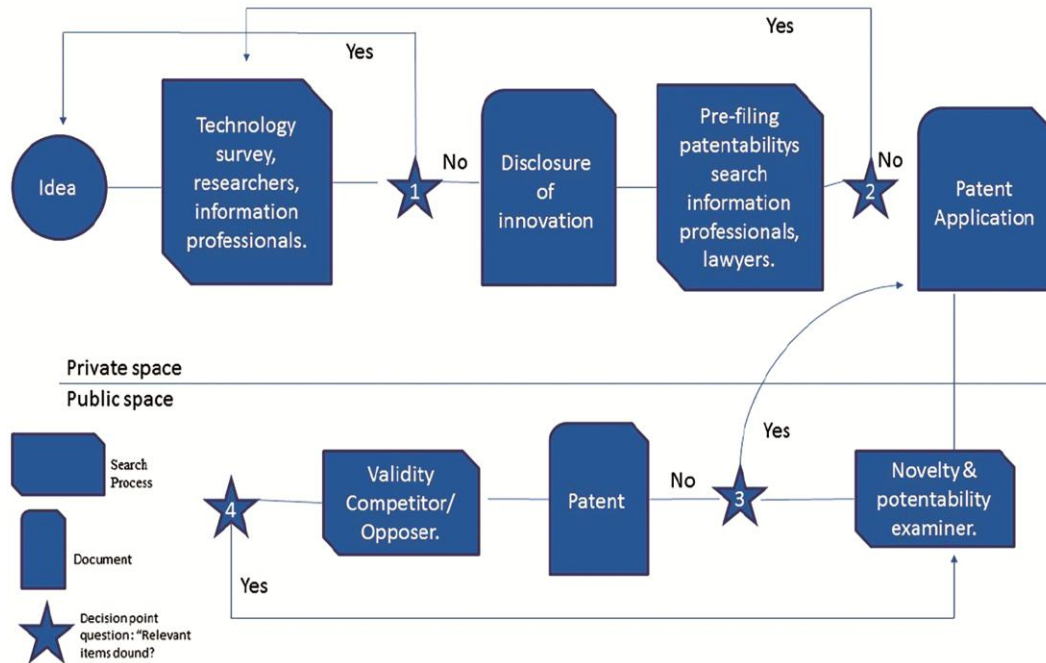 Yes
Yes
Idea
Technology
survey,
researchers,
information
professionals.
1
No
Disclosure
of
innovation
Pre-filing
patentabilitys
search
information
professionals,
lawyers.
No
2
Patent
Application
Private space
Public space
Search
Process
Document
Decision point
question: "Relevant
items dound?
4
Yes
Validity
Competitor/
Opposer.
Patent
No
3
Yes
Novelty &
potentability
examiner.